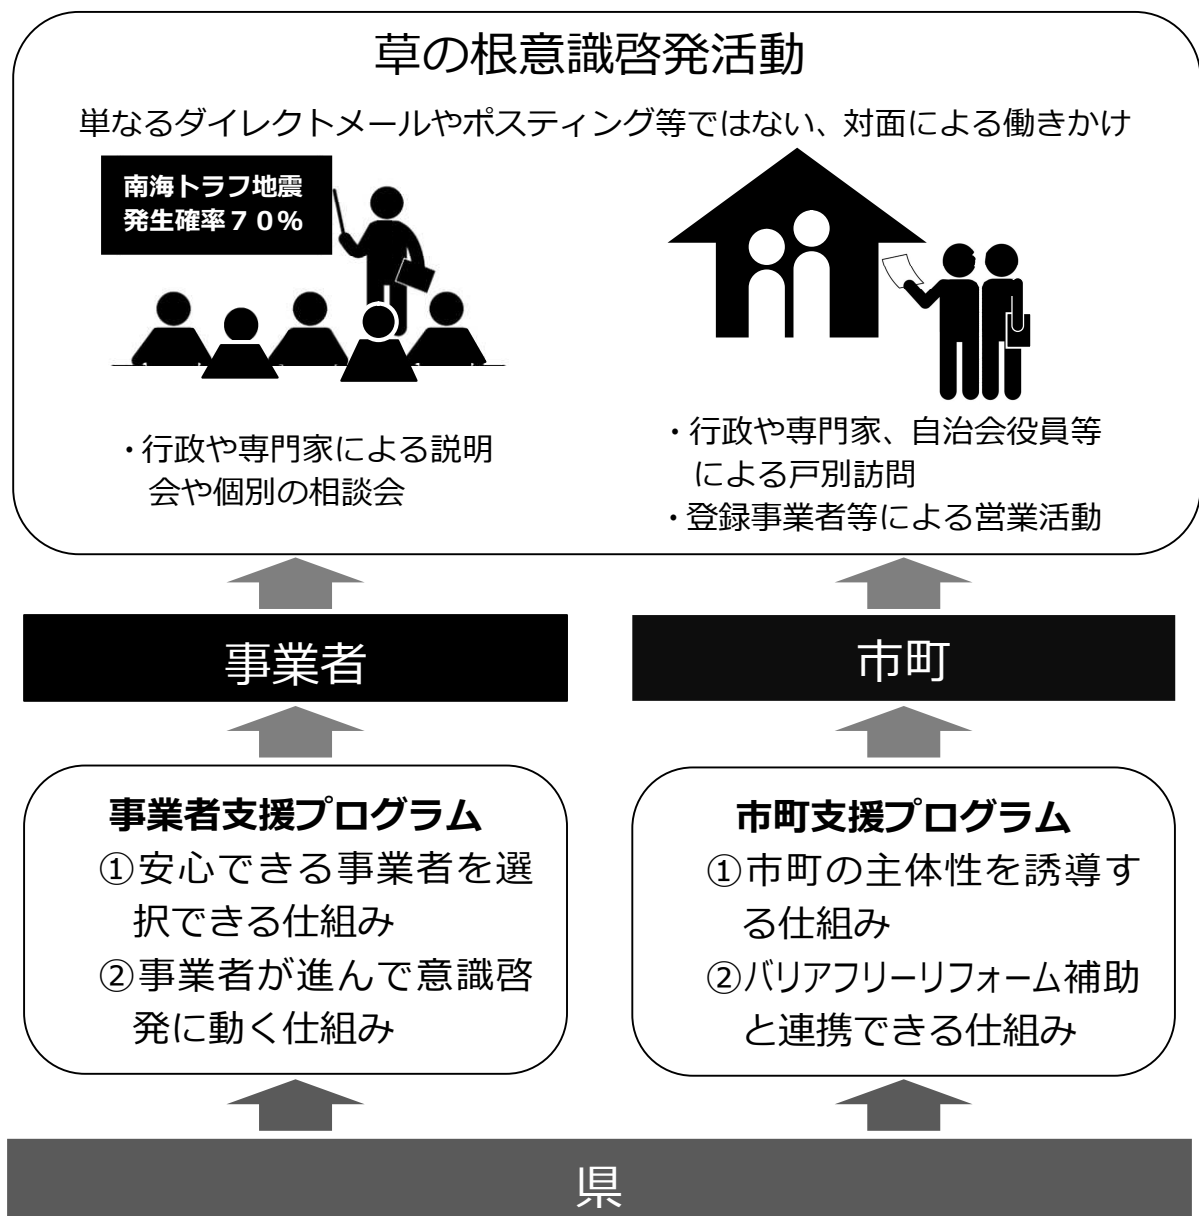 草の根意識啓発活動
単なるダイレクトメールやポスティング等ではない、対面による働きかけ
南海トラフ地震
発生確率７０%
・行政や専門家による説明
会や個別の相談会
・行政や専門家、自治会役員等
による戸別訪問
・登録事業者等による営業活動
事業者
市町
事業者支援プログラム
①安心できる事業者を選
択できる仕組み
②事業者が進んで意識啓
発に動く仕組み
市町支援プログラム
①市町の主体性を誘導す
る仕組み
②バリアフリーリフォーム補助
と連携できる仕組み
県